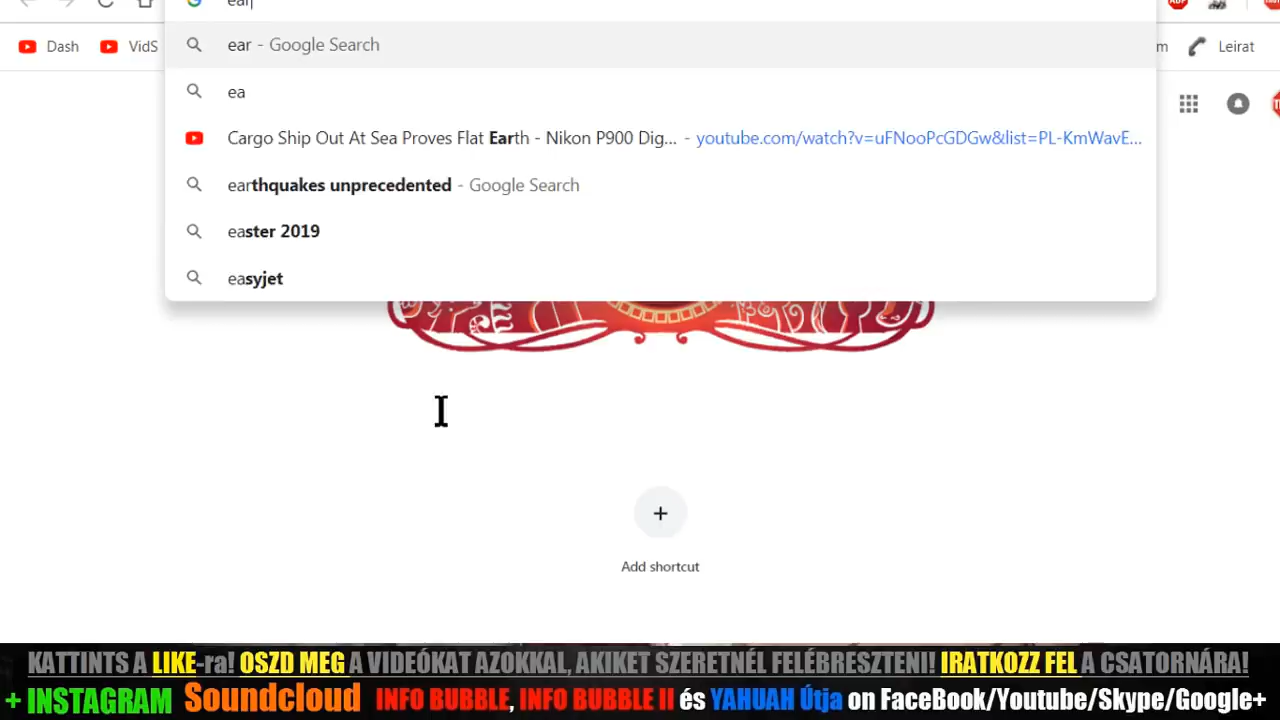 ear
Dash VidS m Leirat
ear - Google Search
ea
Cargo Ship Out At Sea Proves Flat Earth - Nikon P900 Dig... - youtube.com/watch?v=uFNooPcGDGw&list=PL-KmWavE...
earthquakes unprecedented - Google Search
easter 2019
easyjet
+
Add shortcut
KATTINTS A LIKE-ra! OSZD MEG A VIDEÓKAT AZOKKAL, AKIKET SZERETNÉL FELÉBRESZTENI! IRATKOZZ FEL A CSATORNÁRA!
+ INSTAGRAM Soundcloud INFO BUBBLE, INFO BUBBLE II és YAHUAH Útja on FaceBook/Youtube/Skype/Google+